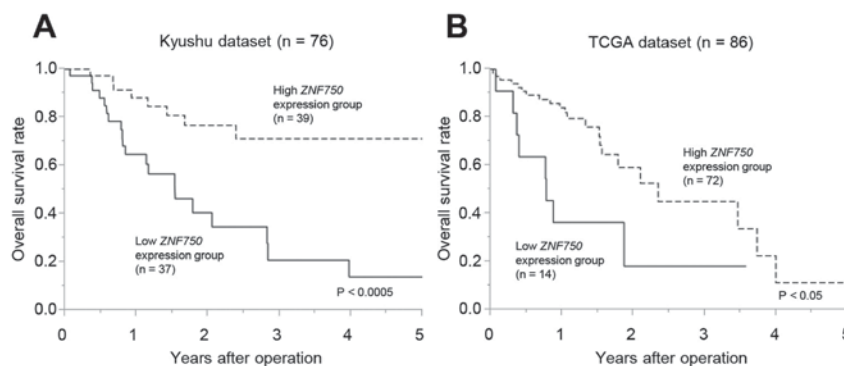 A
Kyushu dataset (n = 76)
Overall survival rate
1.0
0.8
0.6
0.4
0.2
0.0
High ZNF750
expression group
(n = 39)
Low ZNF750
expression group
(n = 37)
P < 0.0005
0 1 2 3 4 5
Years after operation
B
TCGA dataset (n = 86)
Overall survival rate
1.0
0.8
0.6
0.4
0.2
0.0
High ZNF750
expression group
(n = 72)
Low ZNF750
expression group
(n = 14)
P < 0.05
0 1 2 3 4 5
Years after operation